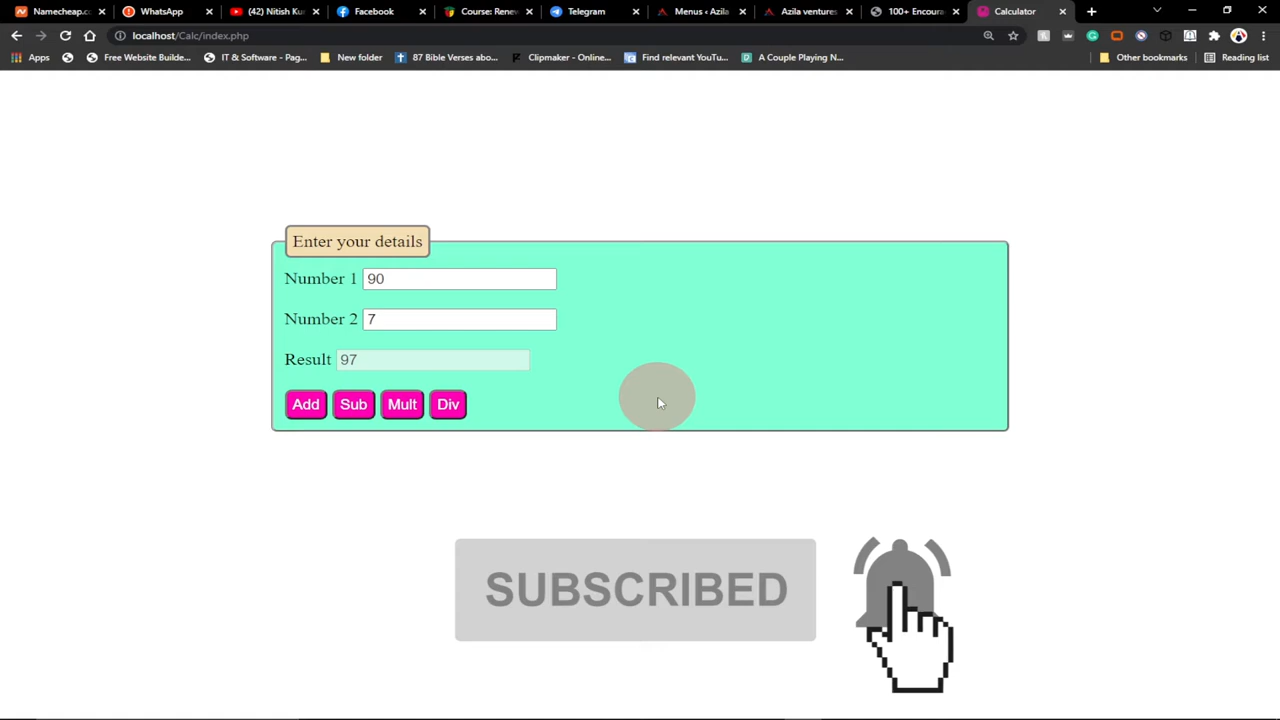 Namecheap.cc
WhatsApp
(42) Nitish Ku
Facebook
Course: Renev
Telegram
Menus ‹ Azila
Azila ventures
100+ Encoura
Calculator
localhost/Calc/index.php
Apps
Free Website Builde...
IT & Software - Pag...
New folder
87 Bible Verses abo...
Clipmaker - Online...
Find relevant YouTu...
A Couple Playing N...
Other bookmarks
Reading list
Enter your details
Number 1 90
Number 2 7
Result 97
Add Sub Mult Div
SUBSCRIBED